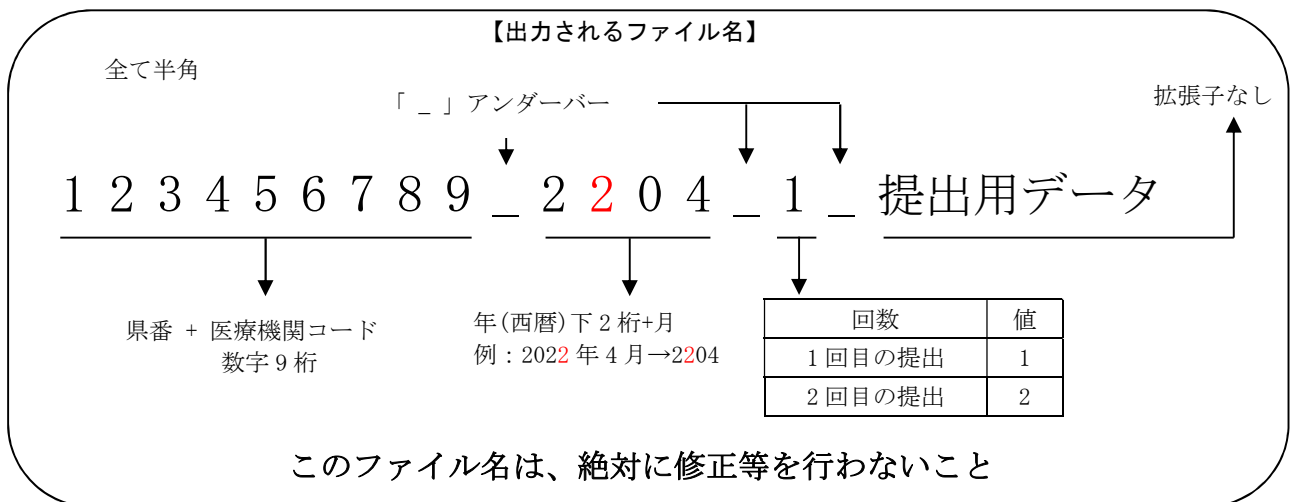 【出力されるファイル名】
全て半角
「 _ 」アンダーバー
拡張子なし
123456789_2204_1_提出用データ
県番 + 医療機関コード
数字9桁
年(西暦)下2桁+月
例：2022年4月→2204
回数 値
1回目の提出 1
2回目の提出 2
このファイル名は、絶対に修正等を行わないこと